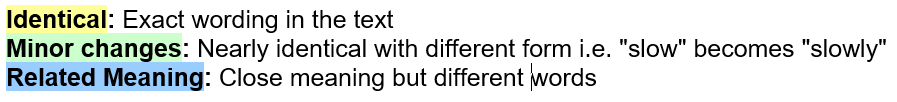 Identical: Exact wording in the text
Minor changes: Nearly identical with different form i.e. "slow" becomes "slowly"
Related Meaning: Close meaning but different words